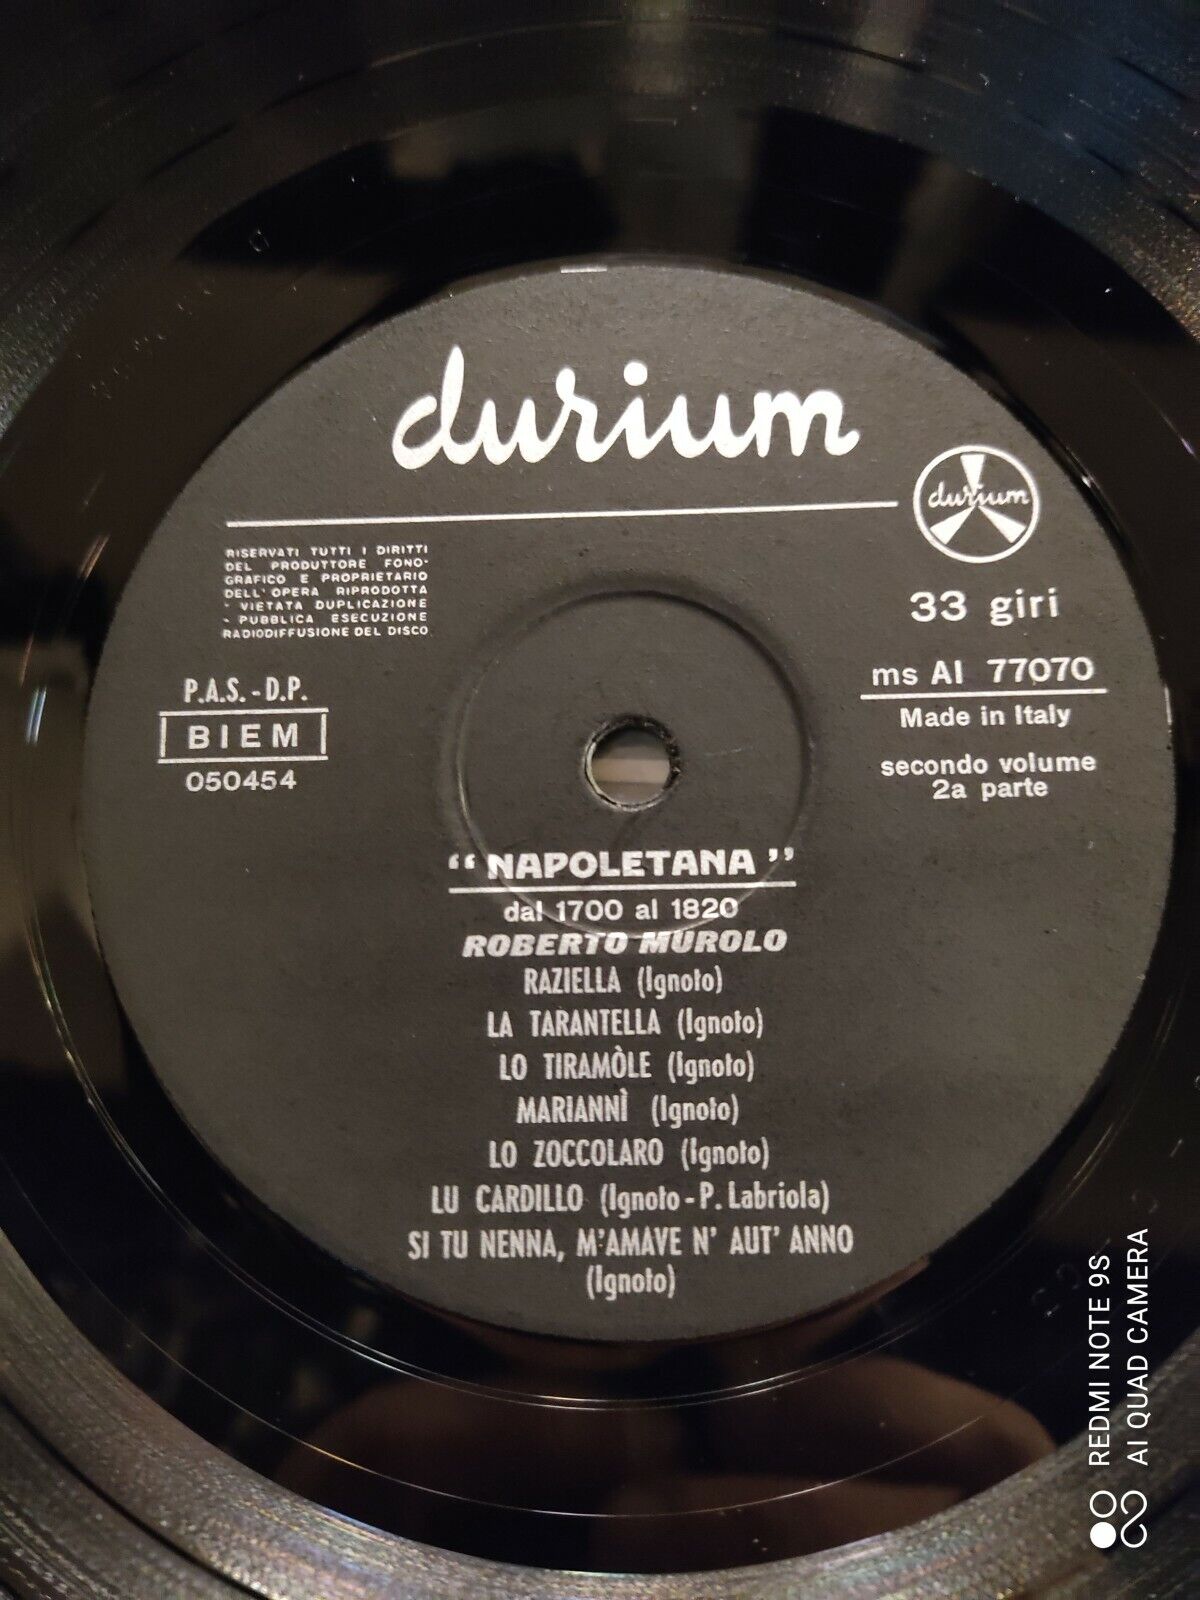 durium
durium
RISERVATI TUTTI I DIRITTI
DEL PRODUTTORE FONO-
GRAFICO E PROPRIETARIO
DELL'OPERA RIPRODOTTA
- VIETATA DUPLICAZIONE
- PUBBLICA ESECUZIONE
RADIODIFFUSIONE DEL DISCO
33 giri
ms AI 77070
Made in Italy
secondo volume
2a parte
P.A.S. - D.P.
BIEM
050454
"NAPOLETANA"
dal 1700 al 1820
ROBERTO MUROLO
RAZIELLA (Ignoto)
LA TARANTELLA (Ignoto)
LO TIRAMÒLE (Ignoto)
MARIANNÌ (Ignoto)
LO ZOCCOLARO (Ignoto)
LU CARDILLO (Ignoto - P. Labriola)
SI TU NENNA, M'AMAVE N' AUT' ANNO
(Ignoto)
REDMI NOTE 9S
AI QUAD CAMERA